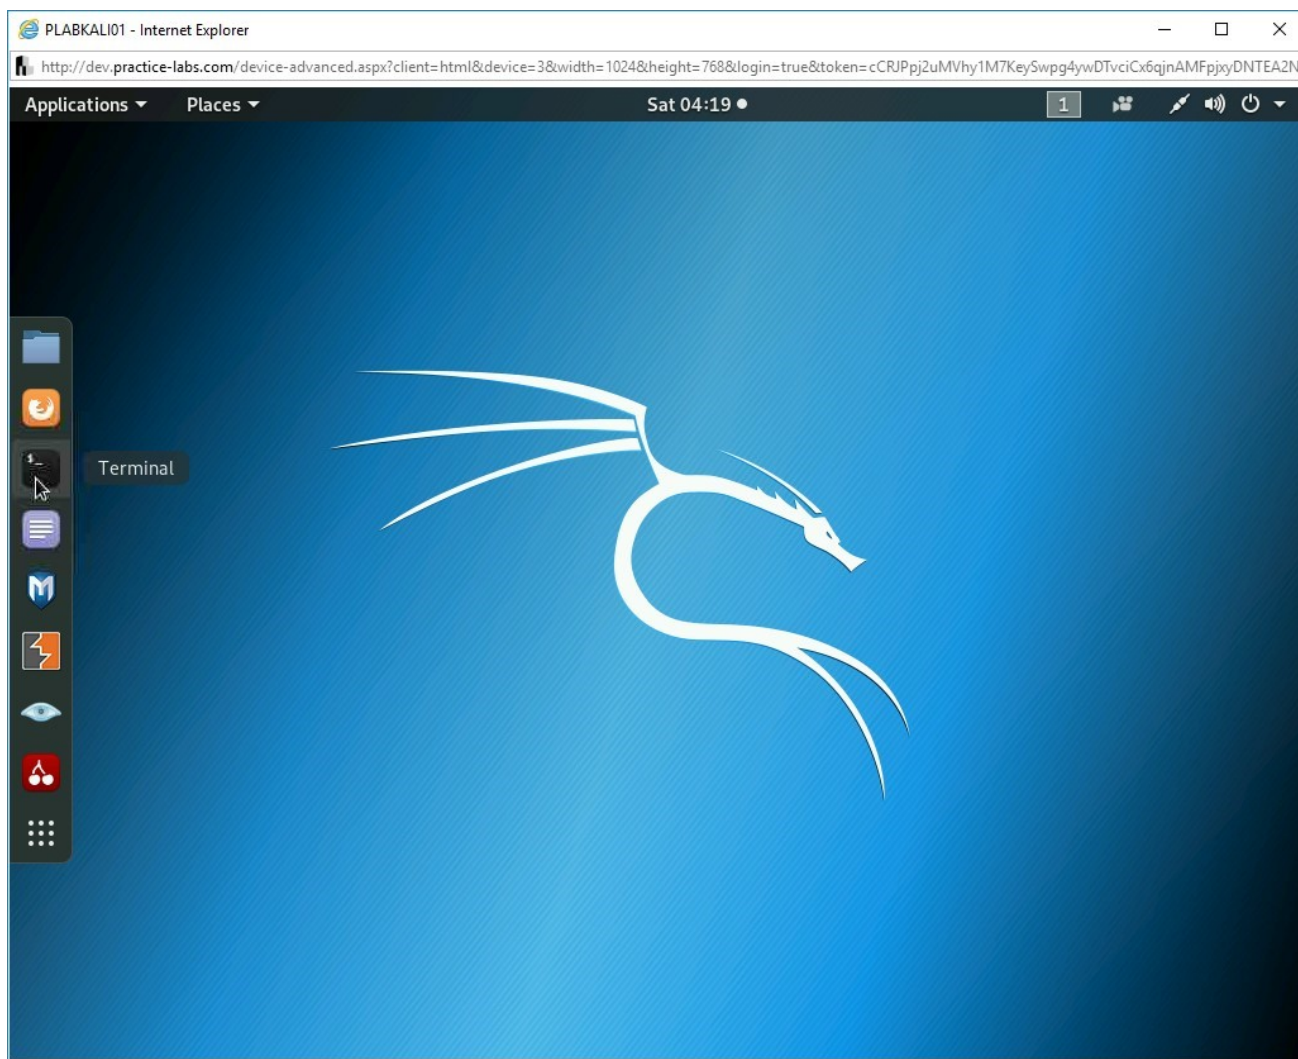 PLABKALI01 - Internet Explorer
http://dev.practice-labs.com/device-advanced.aspx?client=html&device=3&width=1024&height=768&login=true&token=cCRJPpj2uMVhy1M7KeySwpg4ywDTvciCx6qjnAMFpjxyDNTEA2N
Applications Places Sat 04:19 1
$_
Terminal